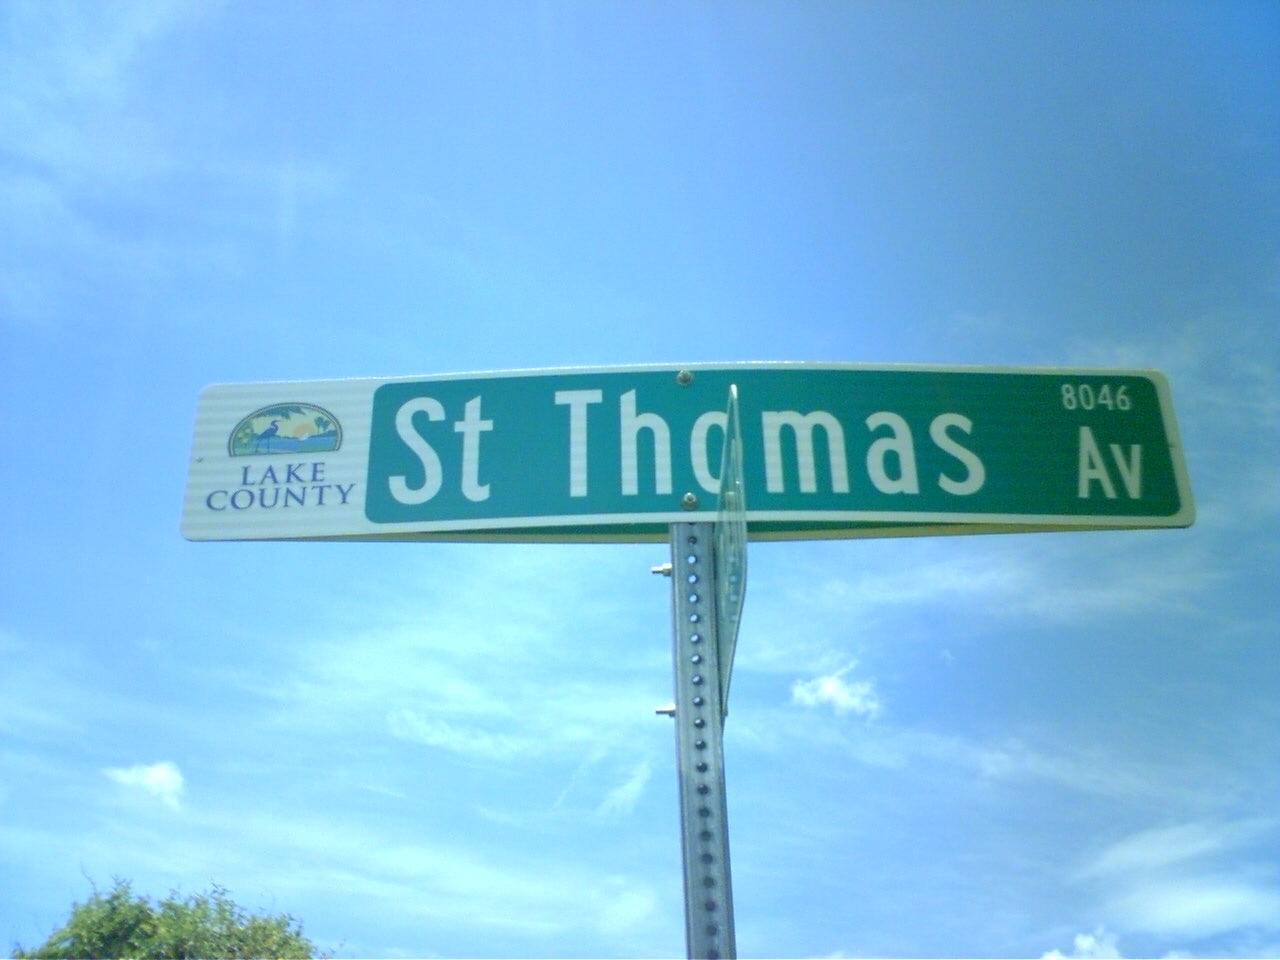 LAKE
COUNTY
St Thomas Av
8046